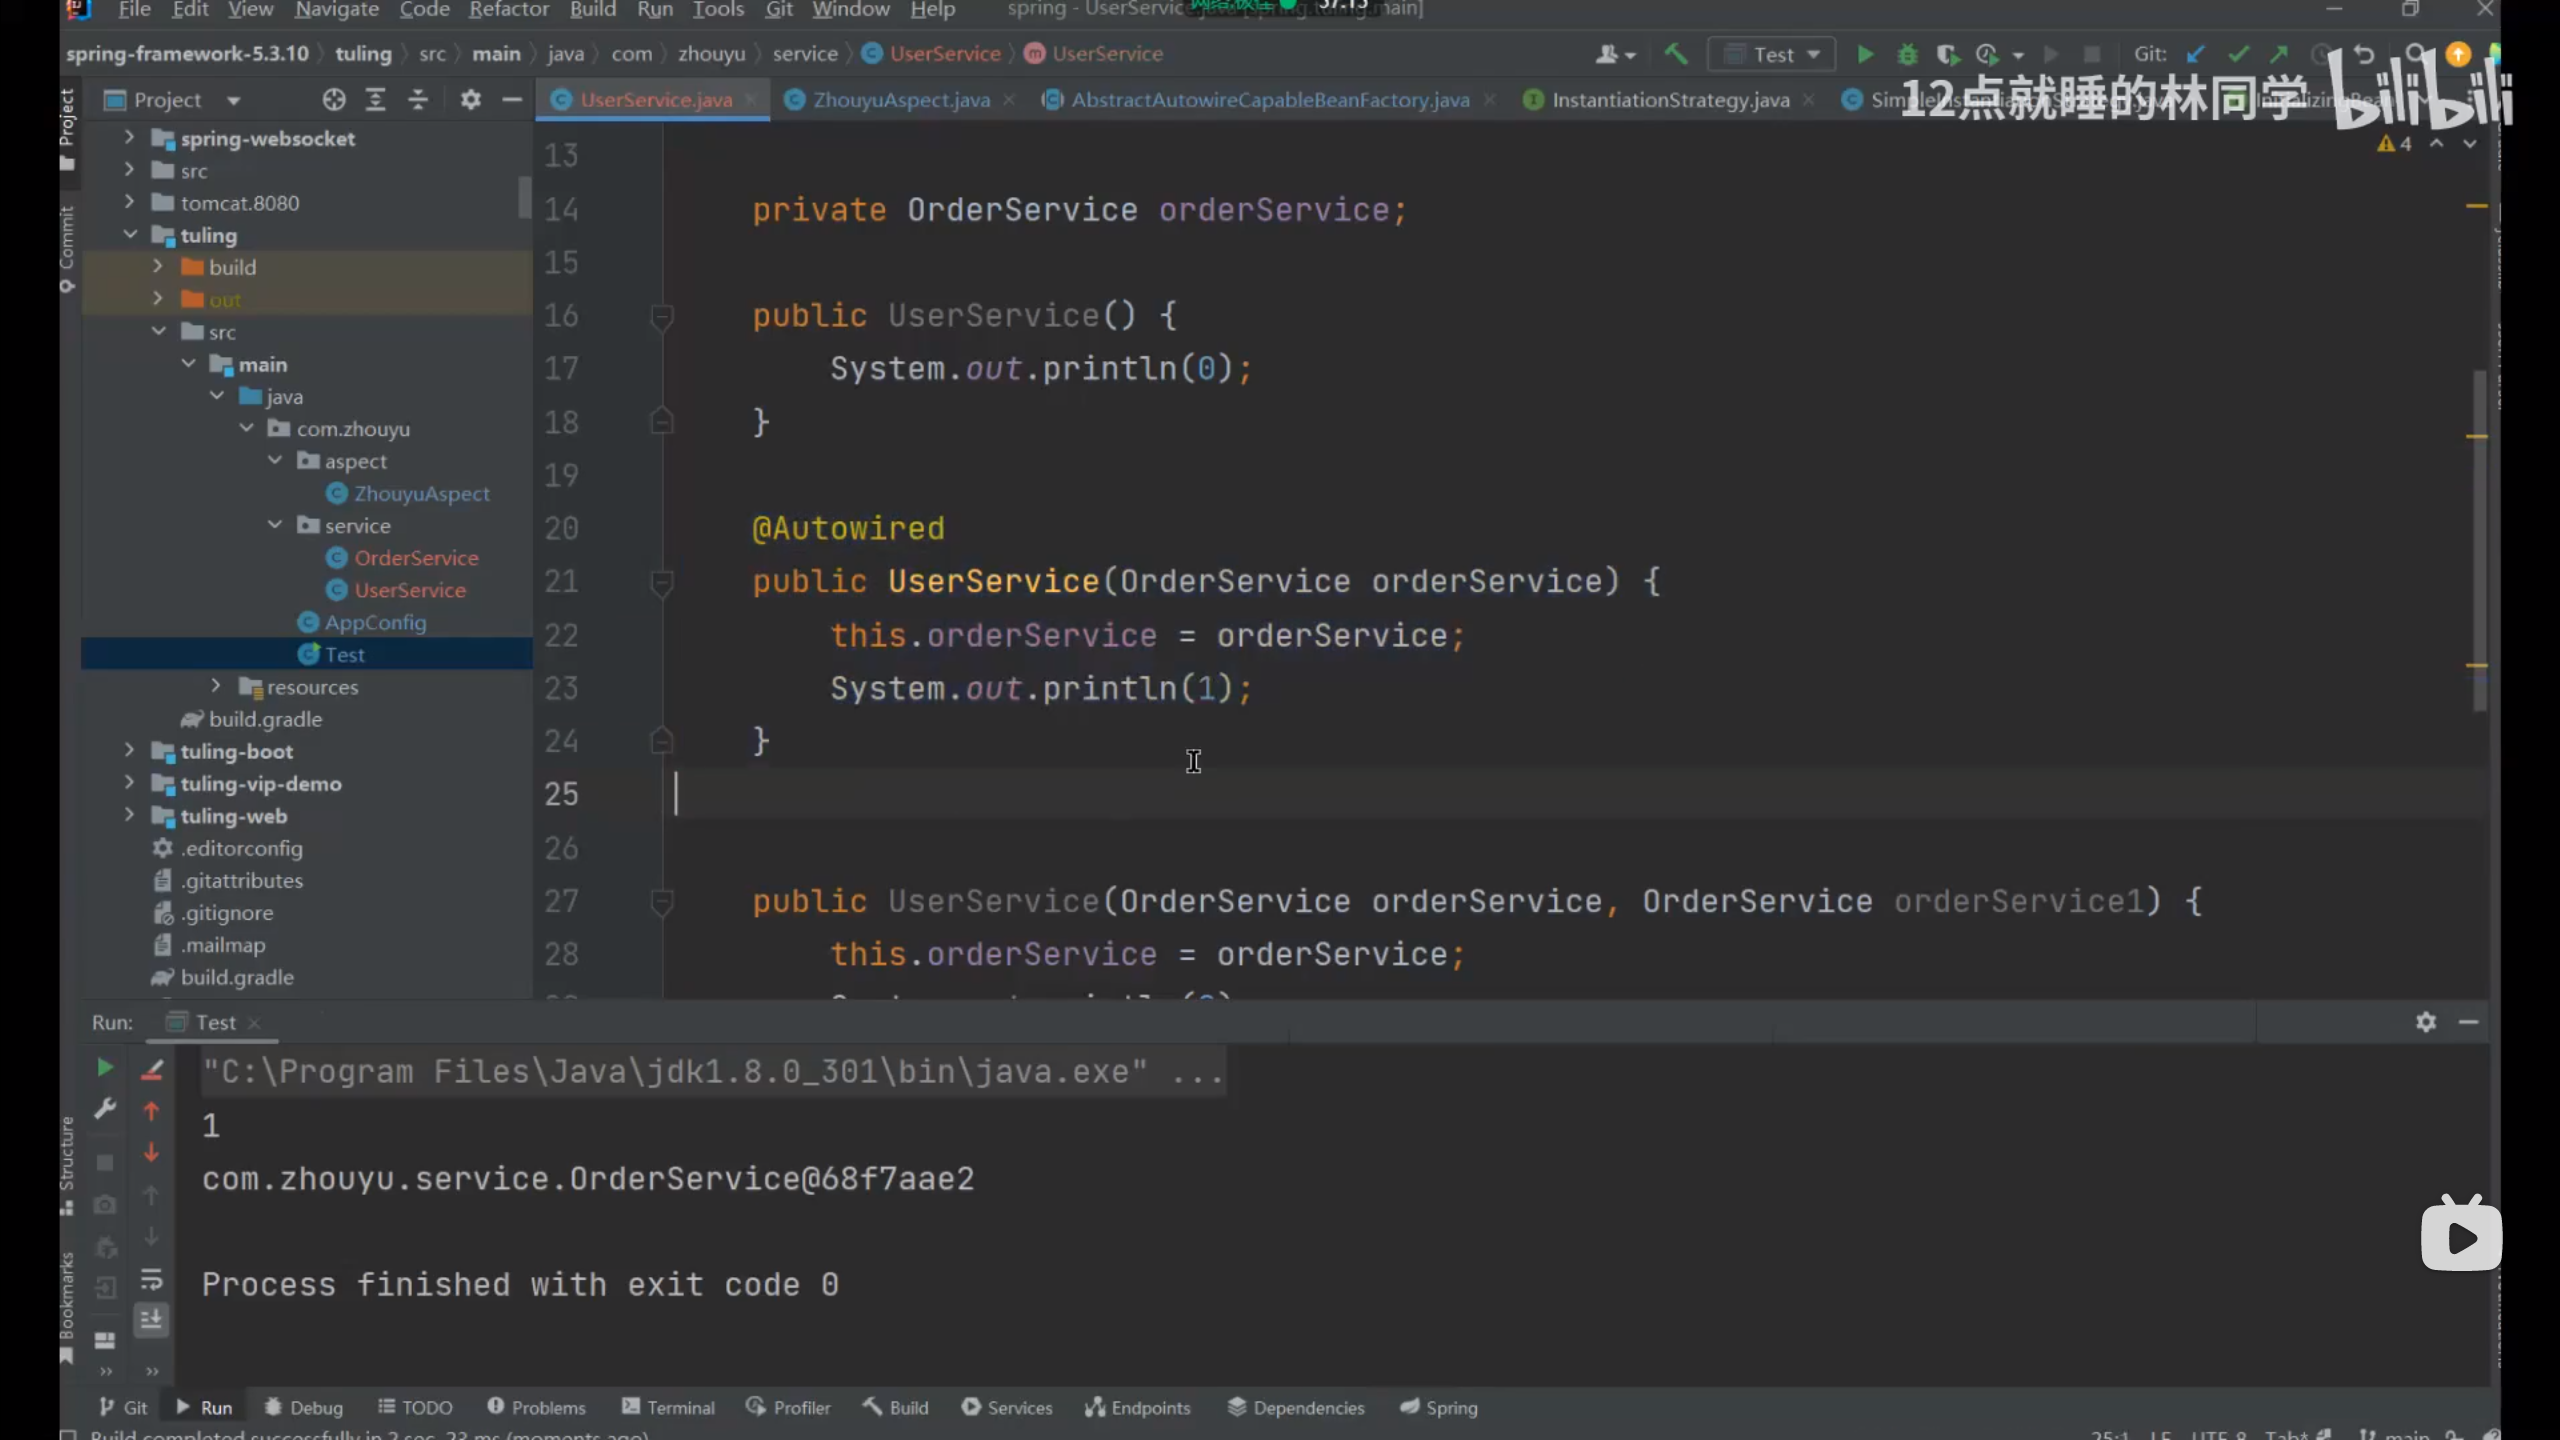 File Edit View Navigate Code Refactor Build Run Tools Git Window Help spring - UserService.java
spring-framework-5.3.10 tuling src main java com zhouyu service UserService UserService Test Git:
12点就睡的林同学 bilibili
Project
UserService.java ZhouyuAspect.java AbstractAutowireCapableBeanFactory.java InstantiationStrategy.java
4
Project
Commit
Structure
Bookmarks
spring-websocket
src
tomcat.8080
tuling
build
out
src
main
java
com.zhouyu
aspect
ZhouyuAspect
service
OrderService
UserService
AppConfig
Test
resources
build.gradle
tuling-boot
tuling-vip-demo
tuling-web
.editorconfig
.gitattributes
.gitignore
.mailmap
build.gradle
13
14 private OrderService orderService;
15
16 public UserService() {
17 System.out.println(0);
18 }
19
20 @Autowired
21 public UserService(OrderService orderService) {
22 this.orderService = orderService;
23 System.out.println(1);
24 }
25
26
27 public UserService(OrderService orderService, OrderService orderService1) {
28 this.orderService = orderService;
Run: Test
"C:\Program Files\Java\jdk1.8.0_301\bin\java.exe" ...
1
com.zhouyu.service.OrderService@68f7aae2
Process finished with exit code 0
Git Run Debug TODO Problems Terminal Profiler Build Services Endpoints Dependencies Spring
Build completed successfully in 2 sec, 23 ms (moments ago)
25:1 LF UTF-8 Tab* main